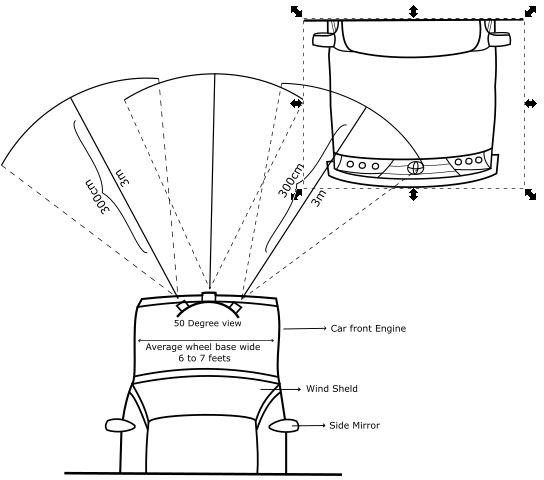 300cm
3m
300cm
3m
50 Degree view
Average wheel base wide
6 to 7 feets
Car front Engine
Wind Sheld
Side Mirror